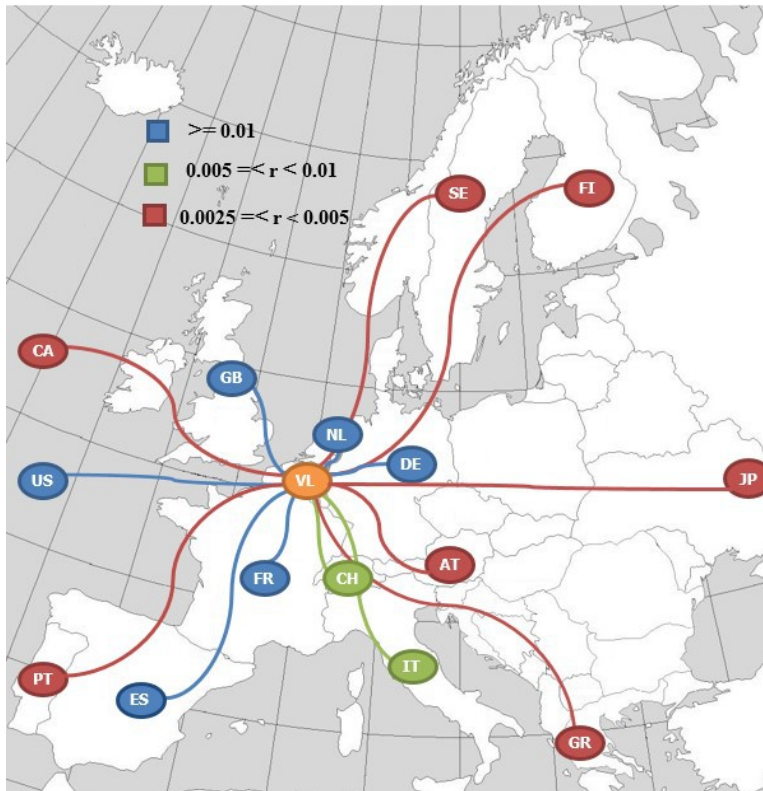 >= 0.01
0.005 =< r < 0.01
0.0025 =< r < 0.005
SE
FI
CA
GB
NL
DE
US
VL
JP
FR
CH
AT
IT
PT
ES
GR